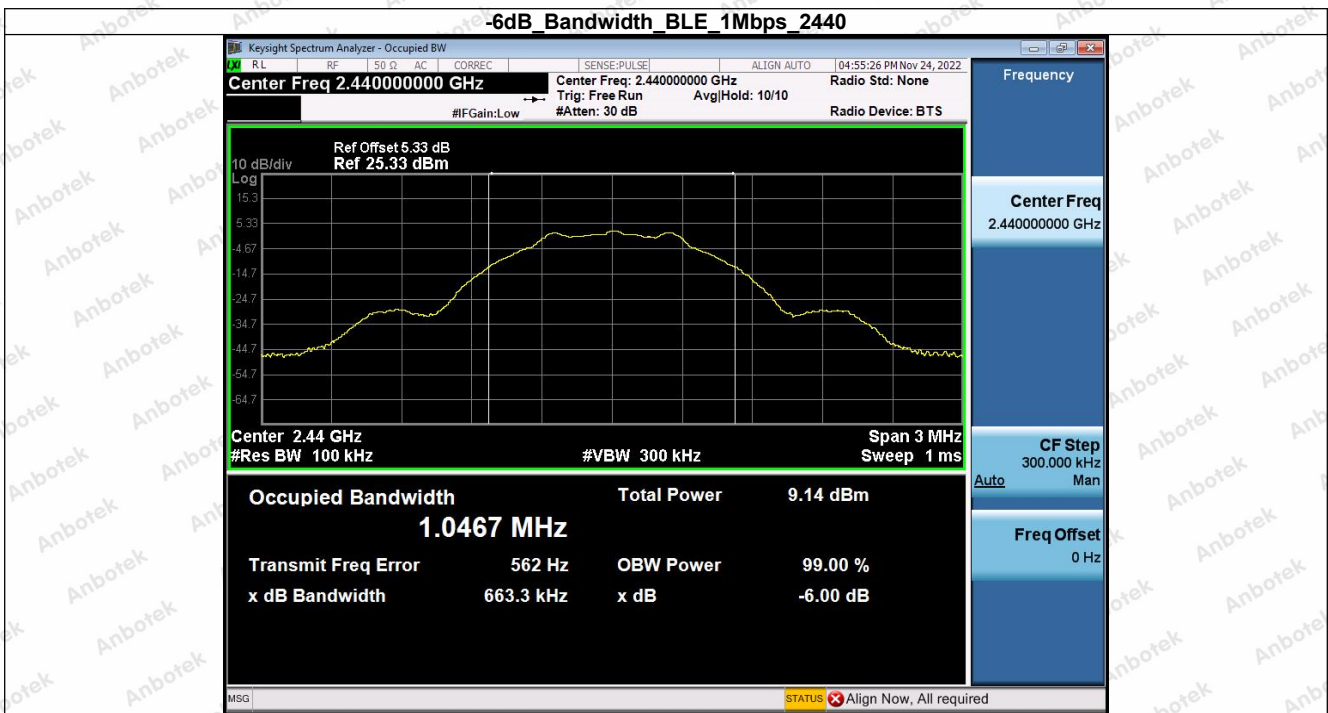 -6dB_Bandwidth_BLE_1Mbps_2440
Keysight Spectrum Analyzer - Occupied BW
LXI RL RF 50 Ω AC CORREC SENSE:PULSE ALIGN AUTO 04:55:26 PM Nov 24, 2022
Center Freq 2.440000000 GHz
Center Freq: 2.440000000 GHz
Radio Std: None
Trig: Free Run Avg|Hold: 10/10
#IFGain:Low
#Atten: 30 dB
Radio Device: BTS
Frequency
Ref Offset 5.33 dB
10 dB/div Ref 25.33 dBm
Log
15.3
5.33
-4.67
-14.7
-24.7
-34.7
-44.7
-54.7
-64.7
Center 2.44 GHz Span 3 MHz
#Res BW 100 kHz #VBW 300 kHz Sweep 1 ms
Occupied Bandwidth Total Power 9.14 dBm
1.0467 MHz
Transmit Freq Error 562 Hz OBW Power 99.00 %
x dB Bandwidth 663.3 kHz x dB -6.00 dB
Center Freq
2.440000000 GHz
CF Step
300.000 kHz
Auto Man
Freq Offset
0 Hz
MSG STATUS Align Now, All required
Anbotek